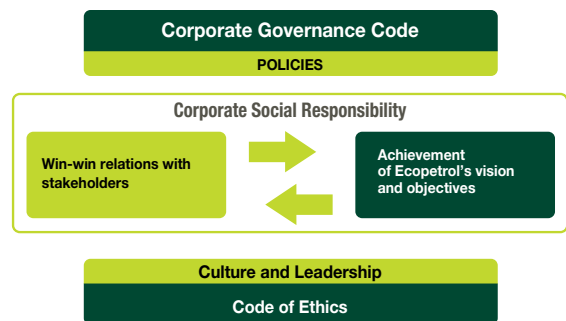 Corporate Governance Code
POLICIES
Corporate Social Responsibility
Win-win relations with
stakeholders
Achievement
of Ecopetrol's vision
and objectives
Culture and Leadership
Code of Ethics